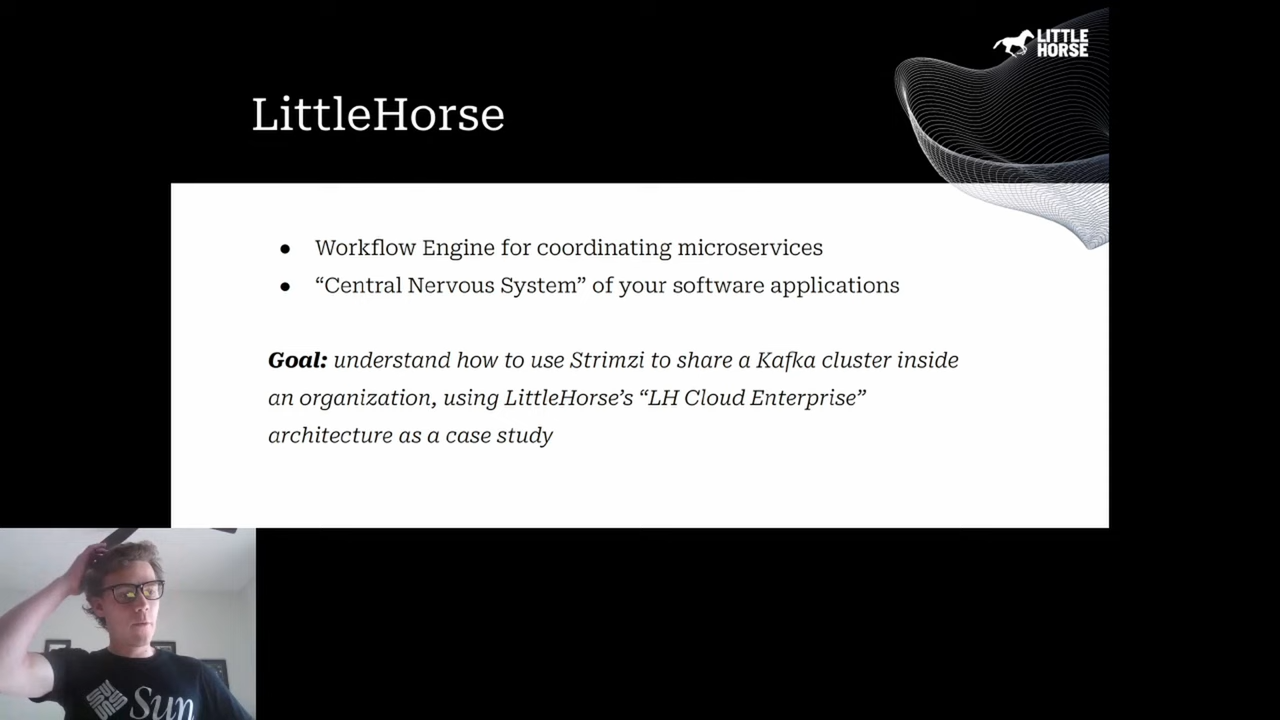 LITTLE
HORSE
LittleHorse
● Workflow Engine for coordinating microservices
● “Central Nervous System” of your software applications
Goal: understand how to use Strimzi to share a Kafka cluster inside
an organization, using LittleHorse’s “LH Cloud Enterprise”
architecture as a case study
Sun